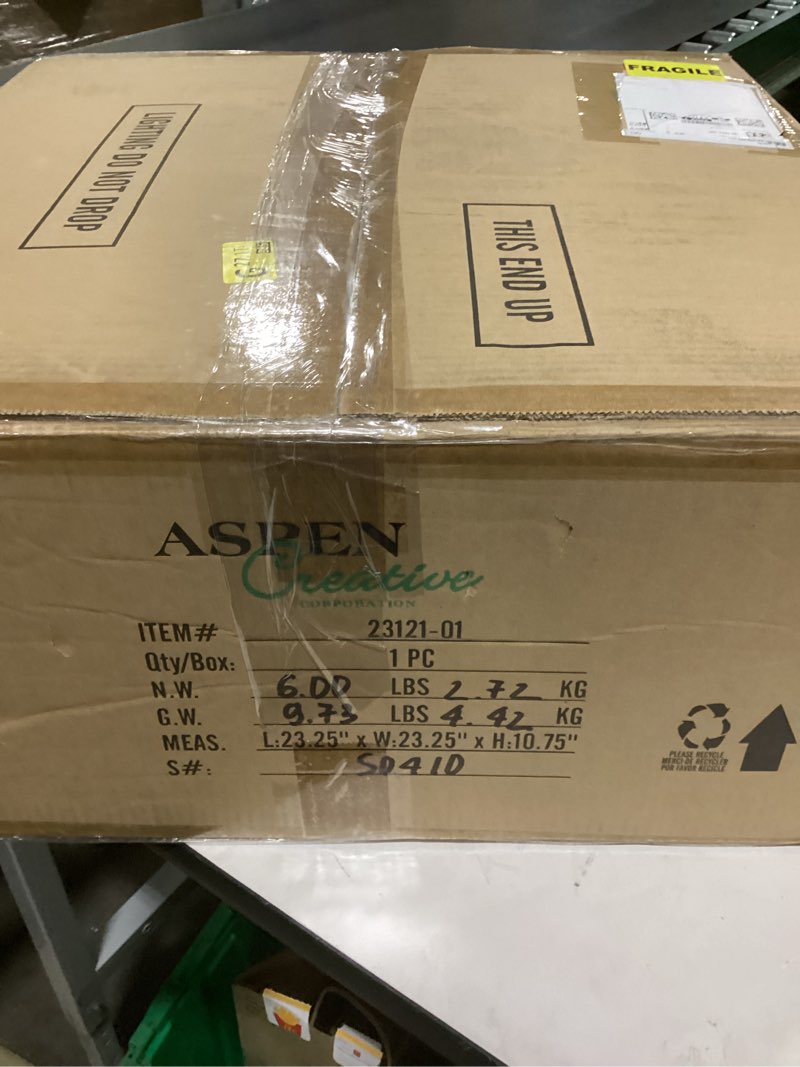 FRAGILE
LIGHTING DO NOT DROP
THIS END UP
ASPEN
Creative
CORPORATION
ITEM# 23121-01
Qty/Box: 1 PC
N.W. 6.00 LBS 2.72 KG
G.W. 9.73 LBS 4.42 KG
MEAS. L:23.25" x W:23.25" x H:10.75"
S#: SD410
PLEASE RECYCLE
MERCI DE RECYCLER
POR FAVOR RECICLE